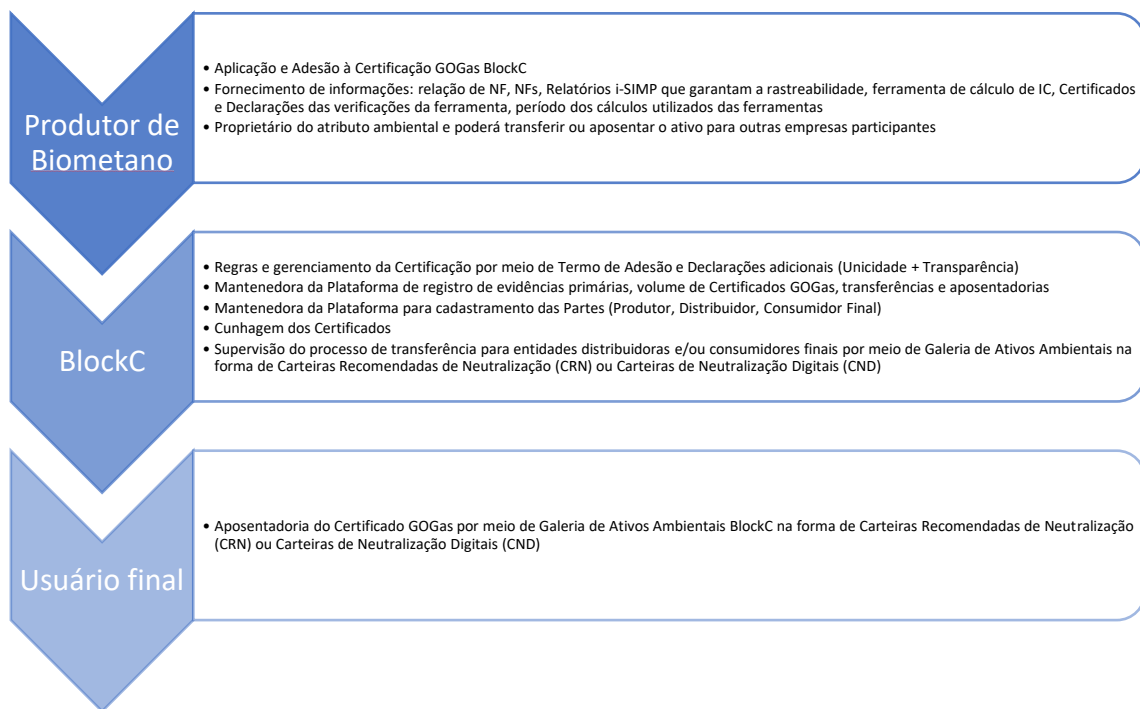 Produtor de
Biometano
• Aplicação e Adesão à Certificação GOGas BlockC
• Fornecimento de informações: relação de NF, NFs, Relatórios i-SIMP que garantam a rastreabilidade, ferramenta de cálculo de IC, Certificados
e Declarações das verificações da ferramenta, período dos cálculos utilizados das ferramentas
• Proprietário do atributo ambiental e poderá transferir ou aposentar o ativo para outras empresas participantes
BlockC
• Regras e gerenciamento da Certificação por meio de Termo de Adesão e Declarações adicionais (Unicidade + Transparência)
• Mantenedora da Plataforma de registro de evidências primárias, volume de Certificados GOGas, transferências e aposentadorias
• Mantenedora da Plataforma para cadastramento das Partes (Produtor, Distribuidor, Consumidor Final)
• Cunhagem dos Certificados
• Supervisão do processo de transferência para entidades distribuidoras e/ou consumidores finais por meio de Galeria de Ativos Ambientais na
forma de Carteiras Recomendadas de Neutralização (CRN) ou Carteiras de Neutralização Digitais (CND)
Usuário final
• Aposentadoria do Certificado GOGas por meio de Galeria de Ativos Ambientais BlockC na forma de Carteiras Recomendadas de Neutralização
(CRN) ou Carteiras de Neutralização Digitais (CND)